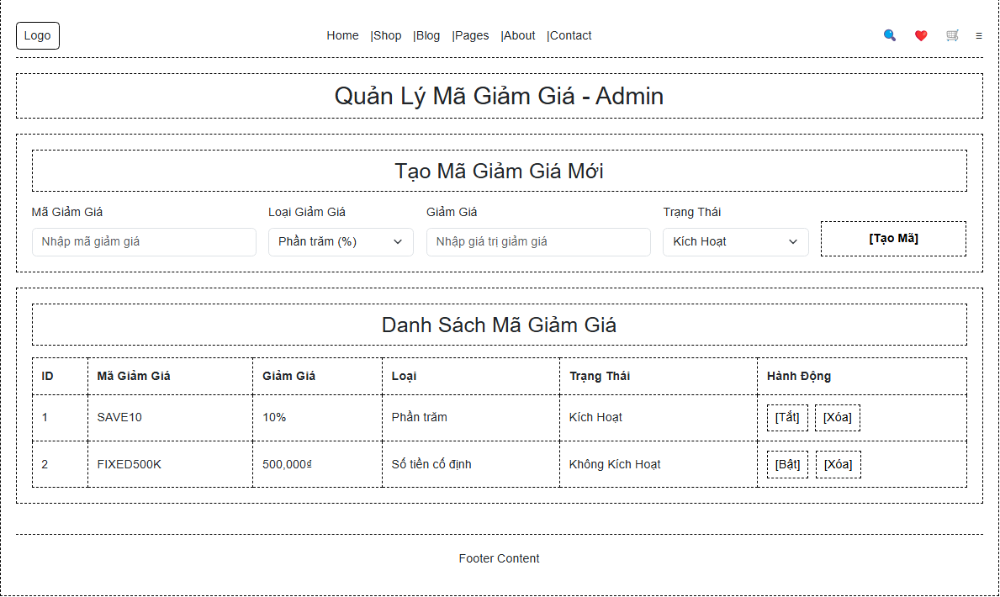 Logo Home |Shop |Blog |Pages |About |Contact ☰
Quản Lý Mã Giảm Giá - Admin
Tạo Mã Giảm Giá Mới
Mã Giảm Giá Loại Giảm Giá Giảm Giá Trạng Thái
Nhập mã giảm giá Phần trăm (%) Nhập giá trị giảm giá Kích Hoạt [Tạo Mã]
Danh Sách Mã Giảm Giá
ID Mã Giảm Giá Giảm Giá Loại Trạng Thái Hành Động
1 SAVE10 10% Phần trăm Kích Hoạt [Tắt] [Xóa]
2 FIXED500K 500,000₫ Số tiền cố định Không Kích Hoạt [Bật] [Xóa]
Footer Content